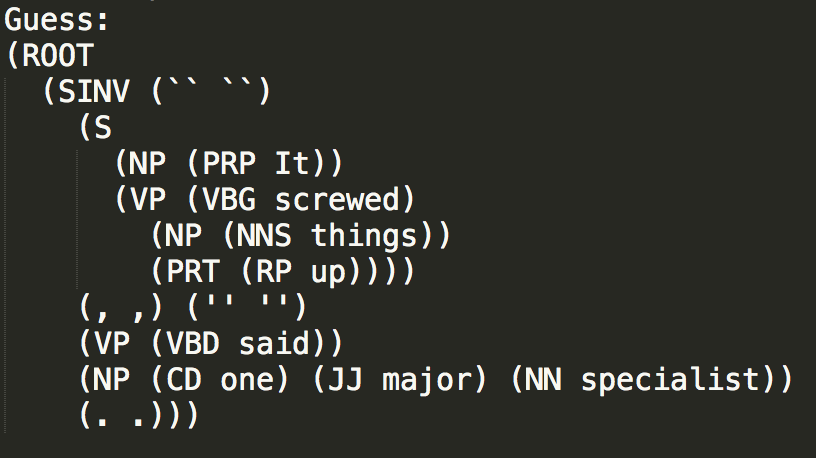 Guess:
(ROOT
(SINV (`` ``)
(S
(NP (PRP It))
(VP (VBG screwed)
(NP (NNS things))
(PRT (RP up))))
(, ,) ('' '')
(VP (VBD said))
(NP (CD one) (JJ major) (NN specialist))
(. .)))